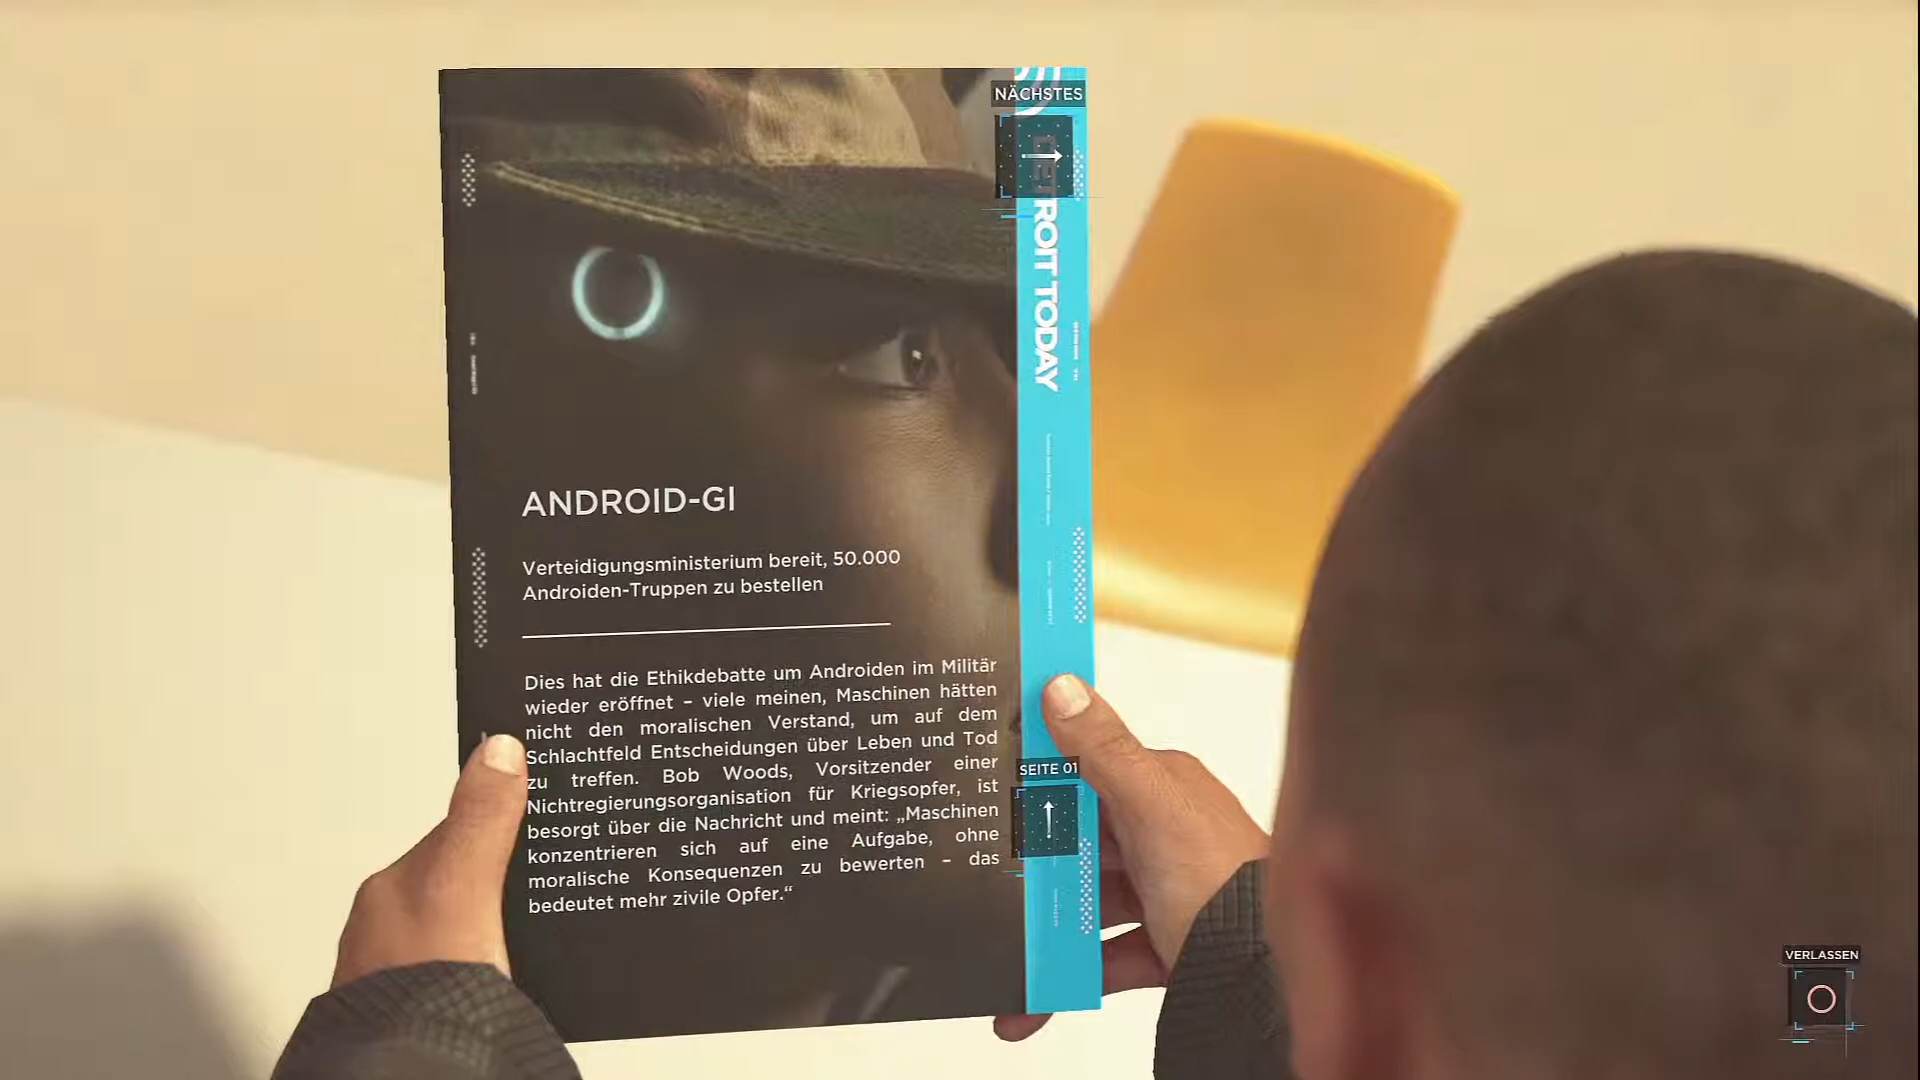 NÄCHSTES
DETROIT TODAY
ANDROID-GI
Verteidigungsministerium bereit, 50.000
Androiden-Truppen zu bestellen
Dies hat die Ethikdebatte um Androiden im Militär
wieder eröffnet – viele meinen, Maschinen hätten
nicht den moralischen Verstand, um auf dem
Schlachtfeld Entscheidungen über Leben und Tod
zu treffen. Bob Woods, Vorsitzender einer
Nichtregierungsorganisation für Kriegsopfer, ist
besorgt über die Nachricht und meint: „Maschinen
konzentrieren sich auf eine Aufgabe, ohne
moralische Konsequenzen zu bewerten – das
bedeutet mehr zivile Opfer.“
SEITE 01
VERLASSEN